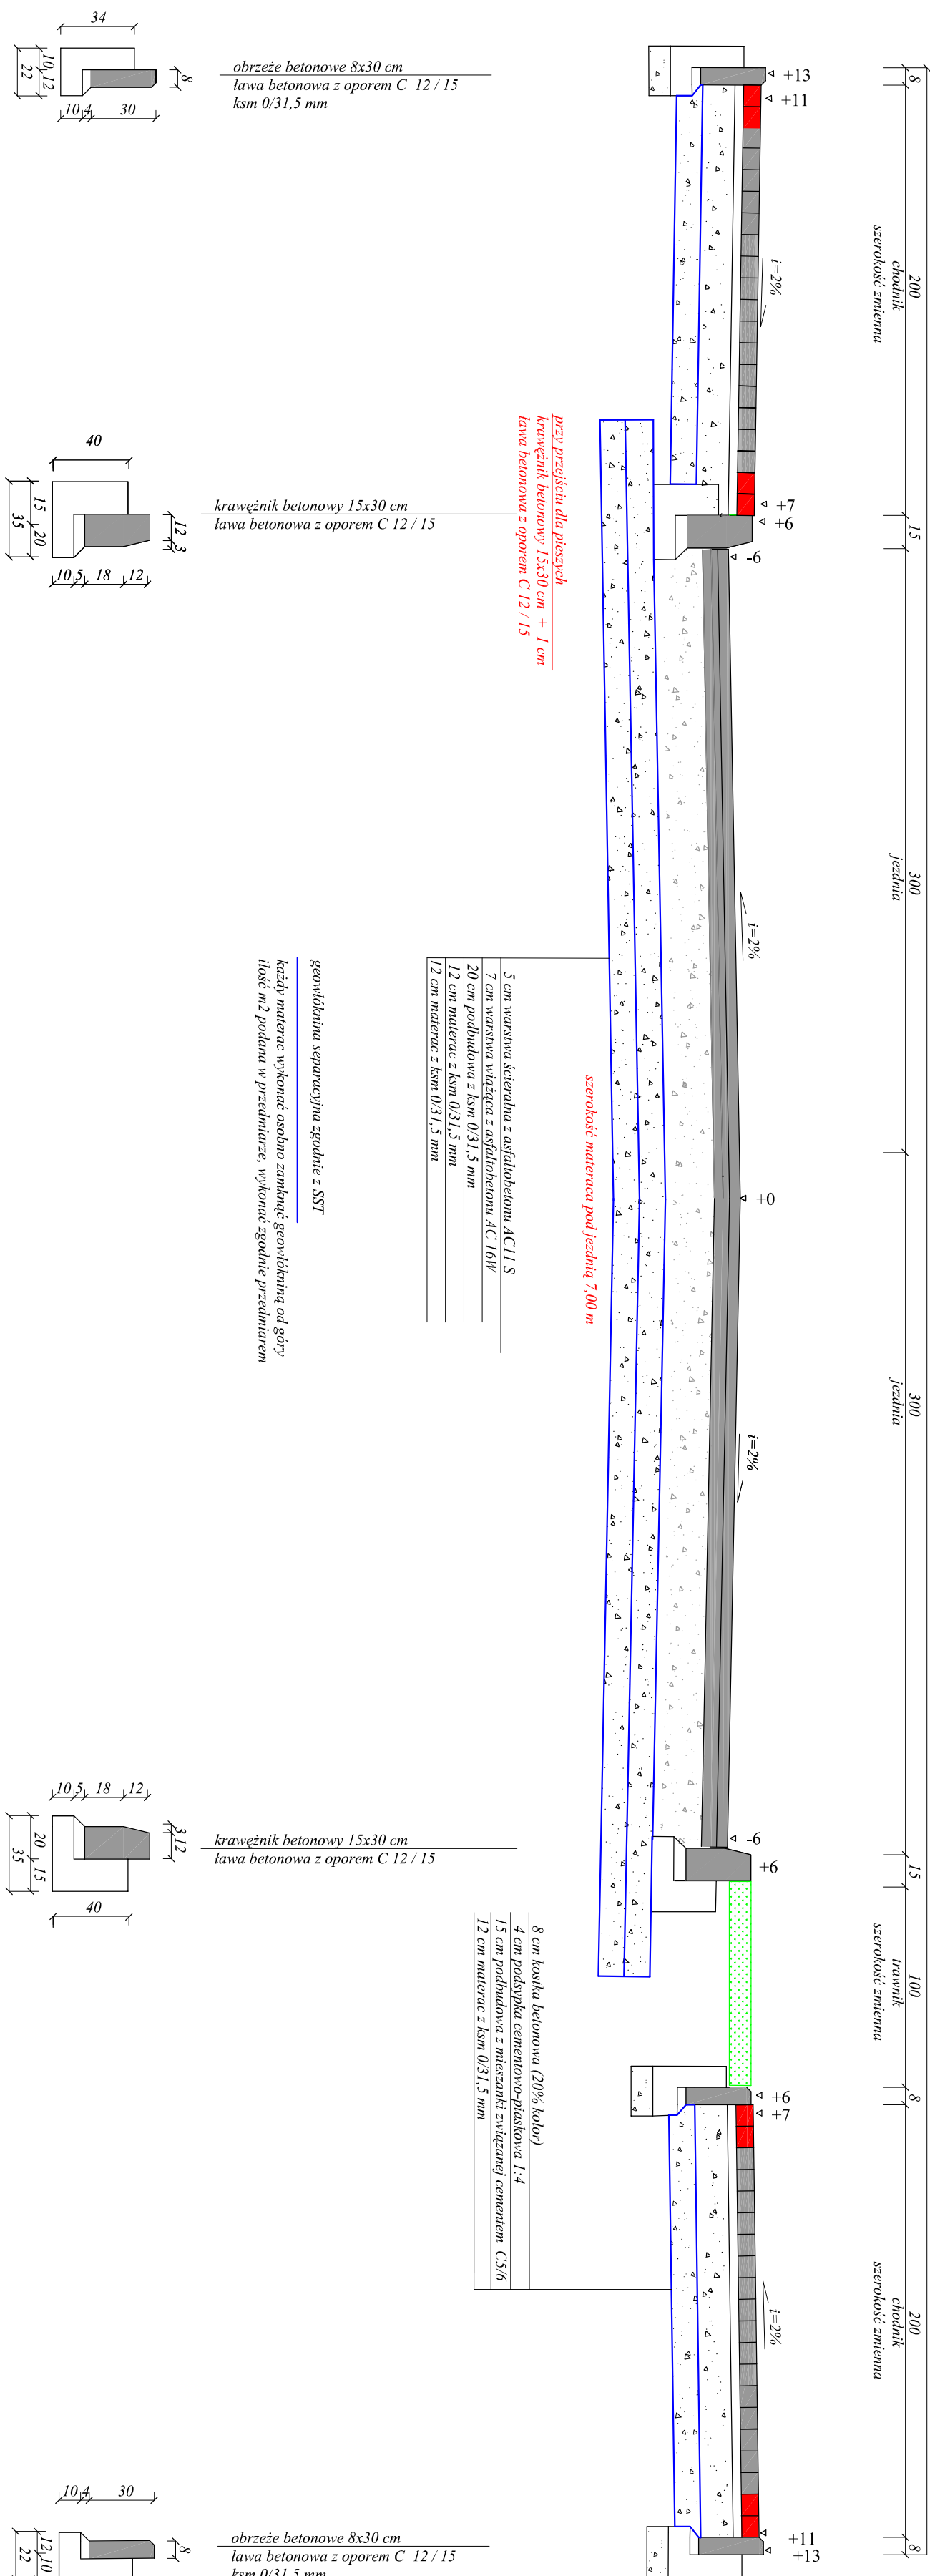 34
10
12
22
8
10
4
30
obrzeże betonowe 8x30 cm
ława betonowa z oporem C 12 / 15
ksm 0/31,5 mm
+13
+11
8
200
chodnik
szerokość zmienna
i=2%
40
15
20
35
12
3
10
5
18
12
krawężnik betonowy 15x30 cm
ława betonowa z oporem C 12 / 15
przy przejściu dla pieszych
krawężnik betonowy 15x30 cm + 1 cm
ława betonowa z oporem C 12 / 15
+7
+6
-6
15
300
jezdnia
i=2%
5 cm warstwa ścieralna z asfaltobetonu AC11 S
7 cm warstwa wiążąca z asfaltobetonu AC 16W
20 cm podbudowa z ksm 0/31,5 mm
12 cm materac z ksm 0/31,5 mm
12 cm materac z ksm 0/31,5 mm
szerokość materaca pod jezdnią 7,00 m
geowłóknina separacyjna zgodnie z SST
każdy materac wykonać osobno zamknąć geowłókniną od góry
ilość m2 podana w przedmiarze, wykonać zgodnie przedmiarem
+0
300
jezdnia
i=2%
10
5
18
12
3
12
20
15
35
40
krawężnik betonowy 15x30 cm
ława betonowa z oporem C 12 / 15
-6
+6
15
100
trawnik
szerokość zmienna
8 cm kostka betonowa (20% kolor)
4 cm podsypka cementowo-piaskowa 1:4
15 cm podbudowa z mieszanki związanej cementem C5/6
12 cm materac z ksm 0/31,5 mm
+6
+7
8
200
chodnik
szerokość zmienna
i=2%
10
4
30
8
12
10
22
obrzeże betonowe 8x30 cm
ława betonowa z oporem C 12 / 15
ksm 0/31,5 mm
+11
+13
8